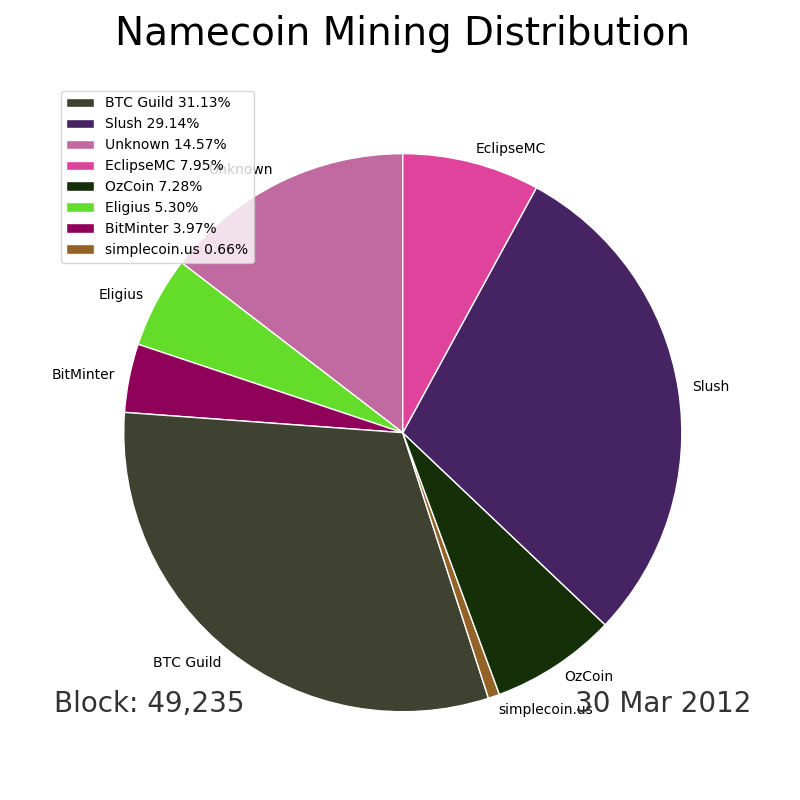 Namecoin Mining Distribution
BTC Guild 31.13%
Slush 29.14%
Unknown 14.57%
EclipseMC 7.95%
OzCoin 7.28%
Eligius 5.30%
BitMinter 3.97%
simplecoin.us 0.66%
EclipseMC
Unknown
Eligius
BitMinter
Slush
BTC Guild
OzCoin
simplecoin.us
Block: 49,235
30 Mar 2012